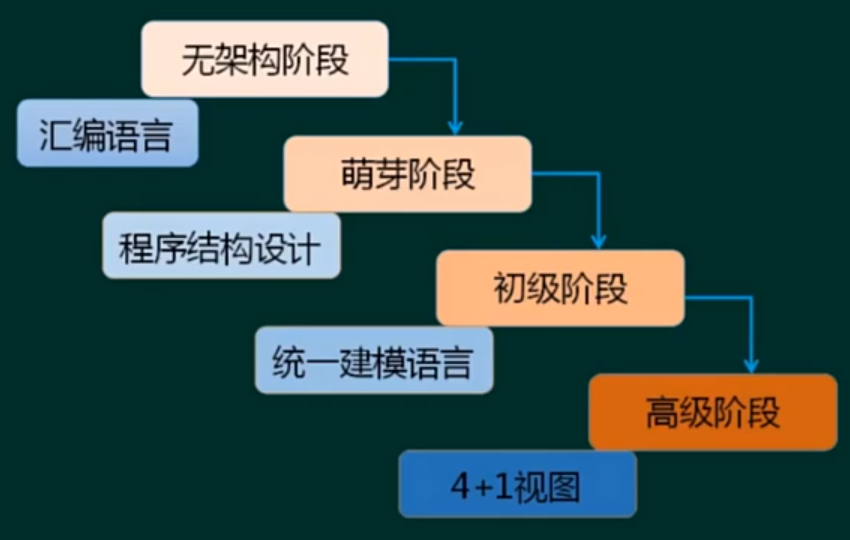 无架构阶段
汇编语言
萌芽阶段
程序结构设计
初级阶段
统一建模语言
高级阶段
4+1视图